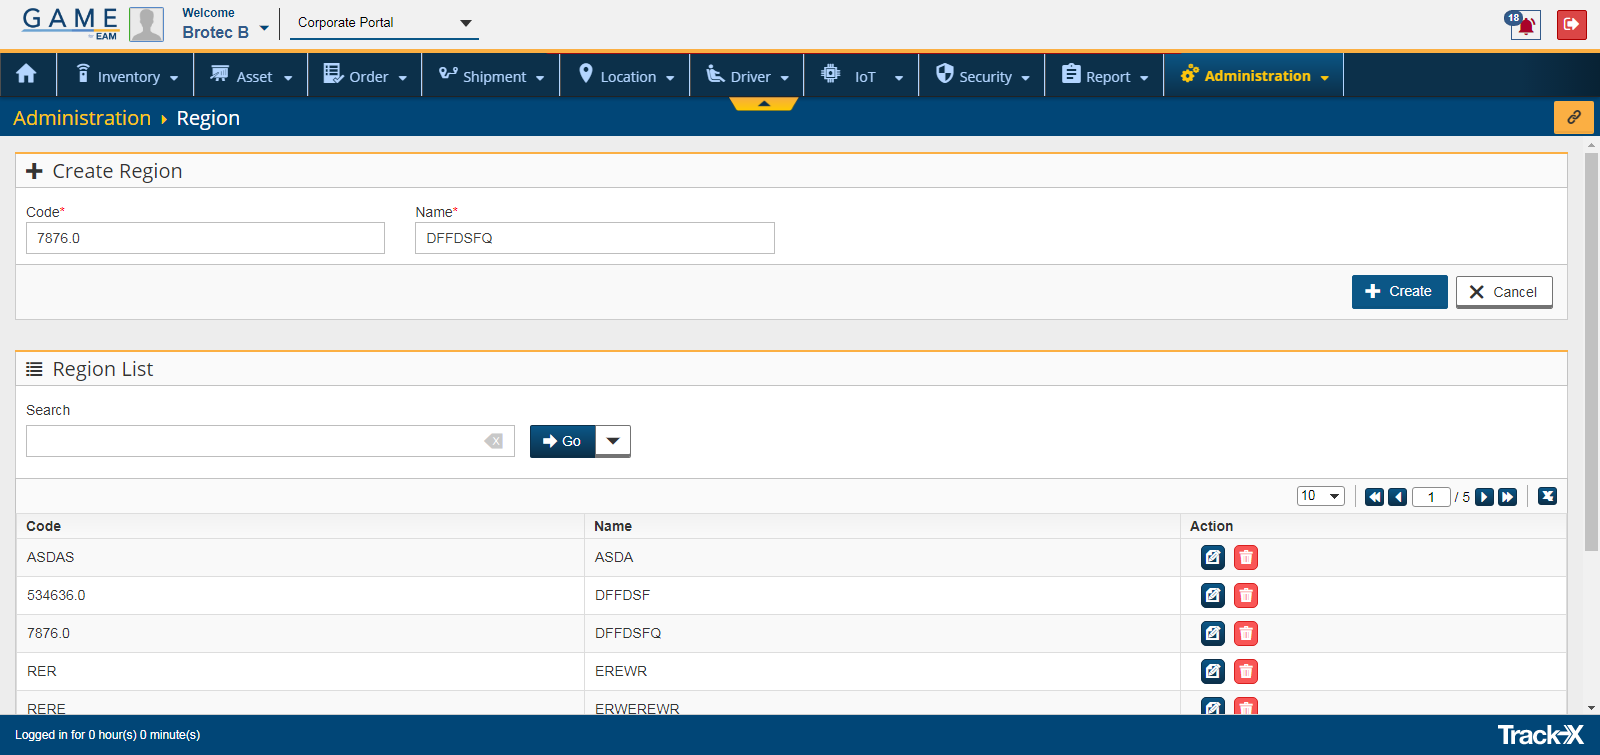 GAME
BY EAM
Welcome
Brotec B
Corporate Portal
18
Inventory
Asset
Order
Shipment
Location
Driver
IoT
Security
Report
Administration
Administration Region
Create Region
Code*
Name*
7876.0
DFFDSFQ
Create
Cancel
Region List
Search
Go
10
1 / 5
Code Name Action
ASDAS ASDA
534636.0 DFFDSF
7876.0 DFFDSFQ
RER EREWR
RERE ERWEREWR
Logged in for 0 hour(s) 0 minute(s)
Track-X